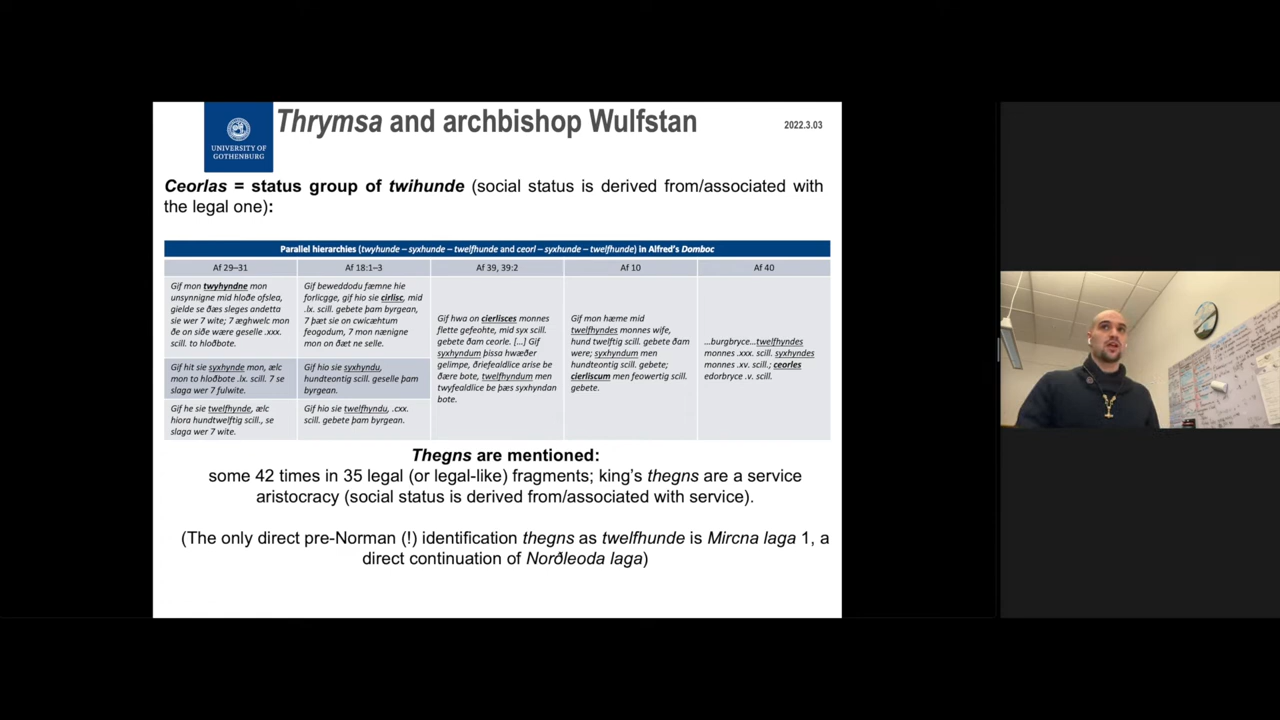 Thrymsa and archbishop Wulfstan
2022.3.03
UNIVERSITY OF
GOTHENBURG
Ceorlas = status group of twihunde (social status is derived from/associated with
the legal one):
Parallel hierarchies (twyhunde – syxhunde – twelfhunde and ceorl – syxhunde – twelfhunde) in Alfred's Domboc
Af 29–31
Af 18:1–3
Af 39, 39:2
Af 10
Af 40
Gif mon twyhyndne mon
unsynnigne mid hloðe ofslea,
gielde se ðæs sleges andetta
sie wer 7 wite; 7 æghwelc mon
ðe on siðe wære geselle .xxx.
scill. to hloðbote.
Gif beweddodu fæmne hie
forlicgge, gif hio sie cirlisc, mid
.lx. scill. gebete þam byrgean,
7 þæt sie on cwicæhtum
feogodum, 7 mon nænigne
mon on ðæt ne selle.
Gif hwa on cierlisces monnes
flette gefeohte, mid syx scill.
gebete ðam ceorle. [...] Gif
syxhyndum þissa hwæðer
gelimpe, ðriefealdlice arise be
ðære bote, twelfhyndum men
twyfealdlice be þæs syxhyndan
bote.
Gif mon hæme mid
twelfhyndes monnes wife,
hund twelftig scill. gebete ðam
were; syxhyndum men
hundteontig scill. gebete;
cierliscum men feowertig scill.
gebete.
...burgbryce...twelfhyndes
monnes .xxx. scill. syxhyndes
monnes .xv. scill.; ceorles
edorbryce .v. scill.
Gif hit sie syxhynde mon, ælc
mon to hloðbote .lx. scill. 7 se
slaga wer 7 fulwite.
Gif hio sie syxhyndu,
hundteontig scill. geselle þam
byrgean.
Gif he sie twelfhynde, ælc
hiora hundtwelftig scill., se
slaga wer 7 wite.
Gif hio sie twelfhyndu, .cxx.
scill. gebete þam byrgean.
Thegns are mentioned:
some 42 times in 35 legal (or legal-like) fragments; king's thegns are a service
aristocracy (social status is derived from/associated with service).
(The only direct pre-Norman (!) identification thegns as twelfhunde is Mircna laga 1, a
direct continuation of Norðleoda laga)